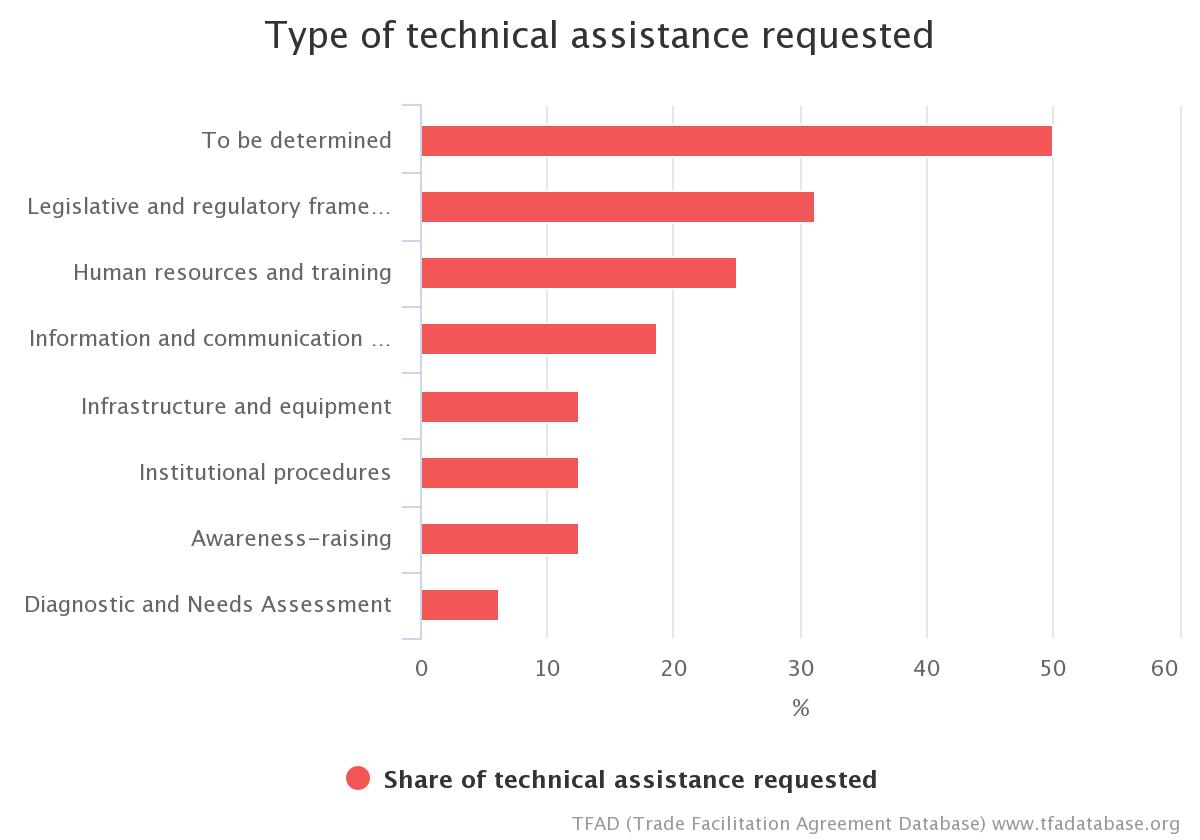 Type of technical assistance requested
To be determined
Legislative and regulatory frame...
Human resources and training
Information and communication ...
Infrastructure and equipment
Institutional procedures
Awareness-raising
Diagnostic and Needs Assessment
0 10 20 30 40 50 60
%
Share of technical assistance requested
TFAD (Trade Facilitation Agreement Database) www.tfadatabase.org